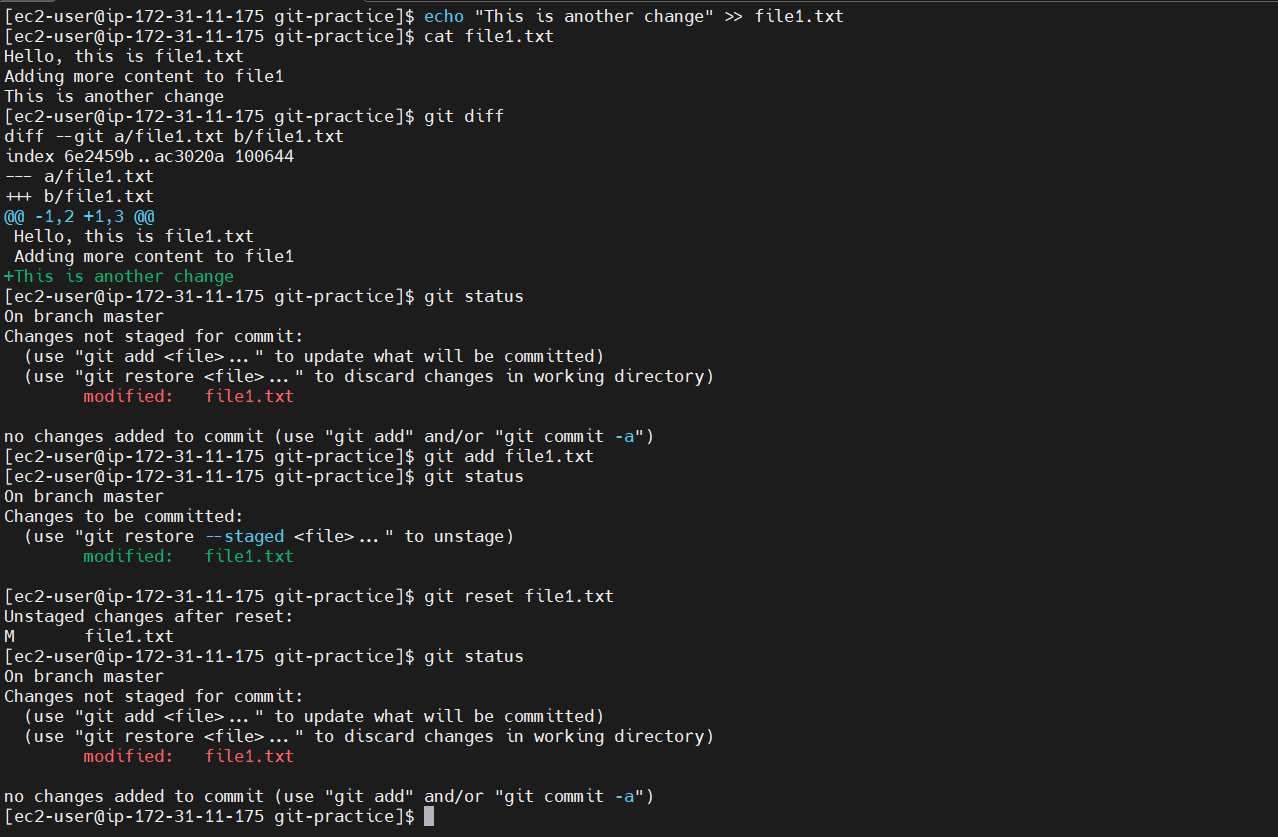 [ec2-user@ip-172-31-11-175 git-practice]$ echo "This is another change" >> file1.txt
[ec2-user@ip-172-31-11-175 git-practice]$ cat file1.txt
Hello, this is file1.txt
Adding more content to file1
This is another change
[ec2-user@ip-172-31-11-175 git-practice]$ git diff
diff --git a/file1.txt b/file1.txt
index 6e2459b..ac3020a 100644
--- a/file1.txt
+++ b/file1.txt
@@ -1,2 +1,3 @@
 Hello, this is file1.txt
 Adding more content to file1
+This is another change
[ec2-user@ip-172-31-11-175 git-practice]$ git status
On branch master
Changes not staged for commit:
  (use "git add <file>..." to update what will be committed)
  (use "git restore <file>..." to discard changes in working directory)
        modified:   file1.txt

no changes added to commit (use "git add" and/or "git commit -a")
[ec2-user@ip-172-31-11-175 git-practice]$ git add file1.txt
[ec2-user@ip-172-31-11-175 git-practice]$ git status
On branch master
Changes to be committed:
  (use "git restore --staged <file>..." to unstage)
        modified:   file1.txt

[ec2-user@ip-172-31-11-175 git-practice]$ git reset file1.txt
Unstaged changes after reset:
M       file1.txt
[ec2-user@ip-172-31-11-175 git-practice]$ git status
On branch master
Changes not staged for commit:
  (use "git add <file>..." to update what will be committed)
  (use "git restore <file>..." to discard changes in working directory)
        modified:   file1.txt

no changes added to commit (use "git add" and/or "git commit -a")
[ec2-user@ip-172-31-11-175 git-practice]$